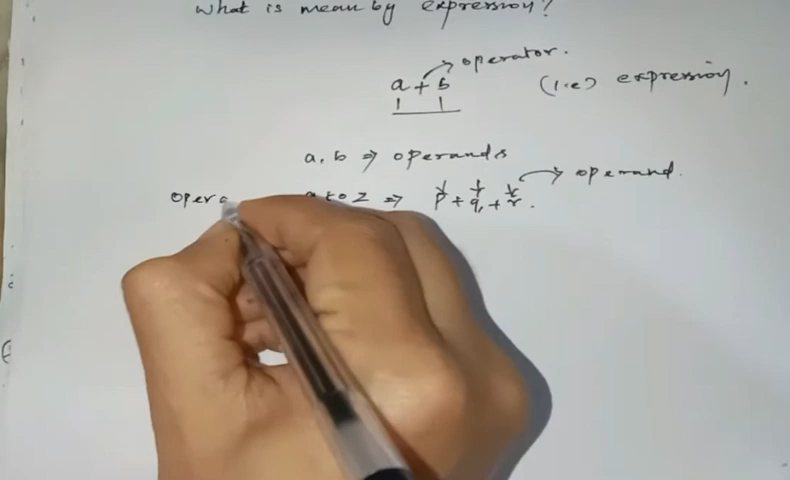 What is mean by expression?
operator.
a + b (i.e) expression.
a, b => operands
operand.
opera a to z => p + q + r.